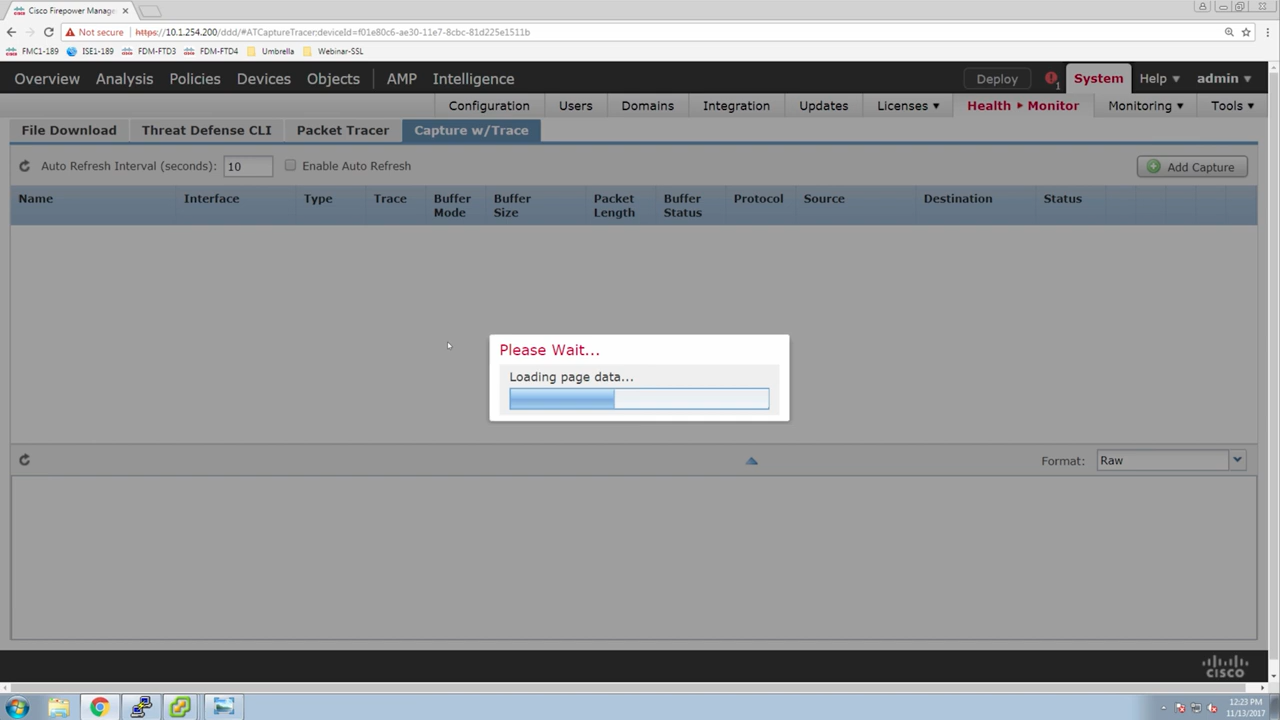 Cisco Firepower Manage
Not secure https://10.1.254.200/ddd/#ATCaptureTracer:deviceId=f01e80c6-ae30-11e7-8cbc-81d225e1511b
FMC1-189 ISE1-189 FDM-FTD3 FDM-FTD4 Umbrella Webinar-SSL
Overview Analysis Policies Devices Objects AMP Intelligence Deploy 1 System Help admin
Configuration Users Domains Integration Updates Licenses Health Monitor Monitoring Tools
File Download Threat Defense CLI Packet Tracer Capture w/Trace
Auto Refresh Interval (seconds): 10 Enable Auto Refresh Add Capture
Name Interface Type Trace Buffer Mode Buffer Size Packet Length Buffer Status Protocol Source Destination Status
Please Wait...
Loading page data...
Format: Raw
CISCO
12:23 PM
11/13/2017